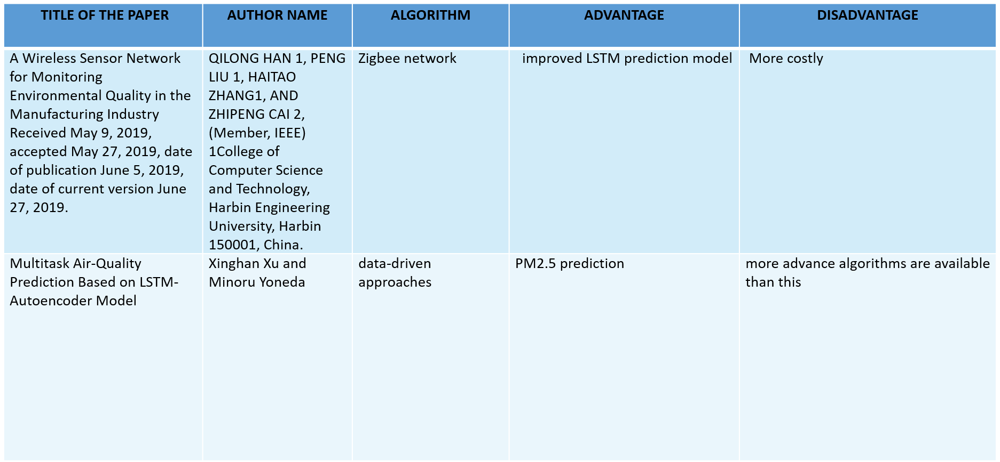 TITLE OF THE PAPER
AUTHOR NAME
ALGORITHM
ADVANTAGE
DISADVANTAGE
A Wireless Sensor Network
for Monitoring
Environmental Quality in the
Manufacturing Industry
Received May 9, 2019,
accepted May 27, 2019, date
of publication June 5, 2019,
date of current version June
27, 2019.
QILONG HAN 1, PENG
LIU 1, HAITAO
ZHANG1, AND
ZHIPENG CAI 2,
(Member, IEEE)
1College of
Computer Science
and Technology,
Harbin Engineering
University, Harbin
150001, China.
Zigbee network
improved LSTM prediction model
More costly
Multitask Air-Quality
Prediction Based on LSTM-
Autoencoder Model
Xinghan Xu and
Minoru Yoneda
data-driven
approaches
PM2.5 prediction
more advance algorithms are available
than this